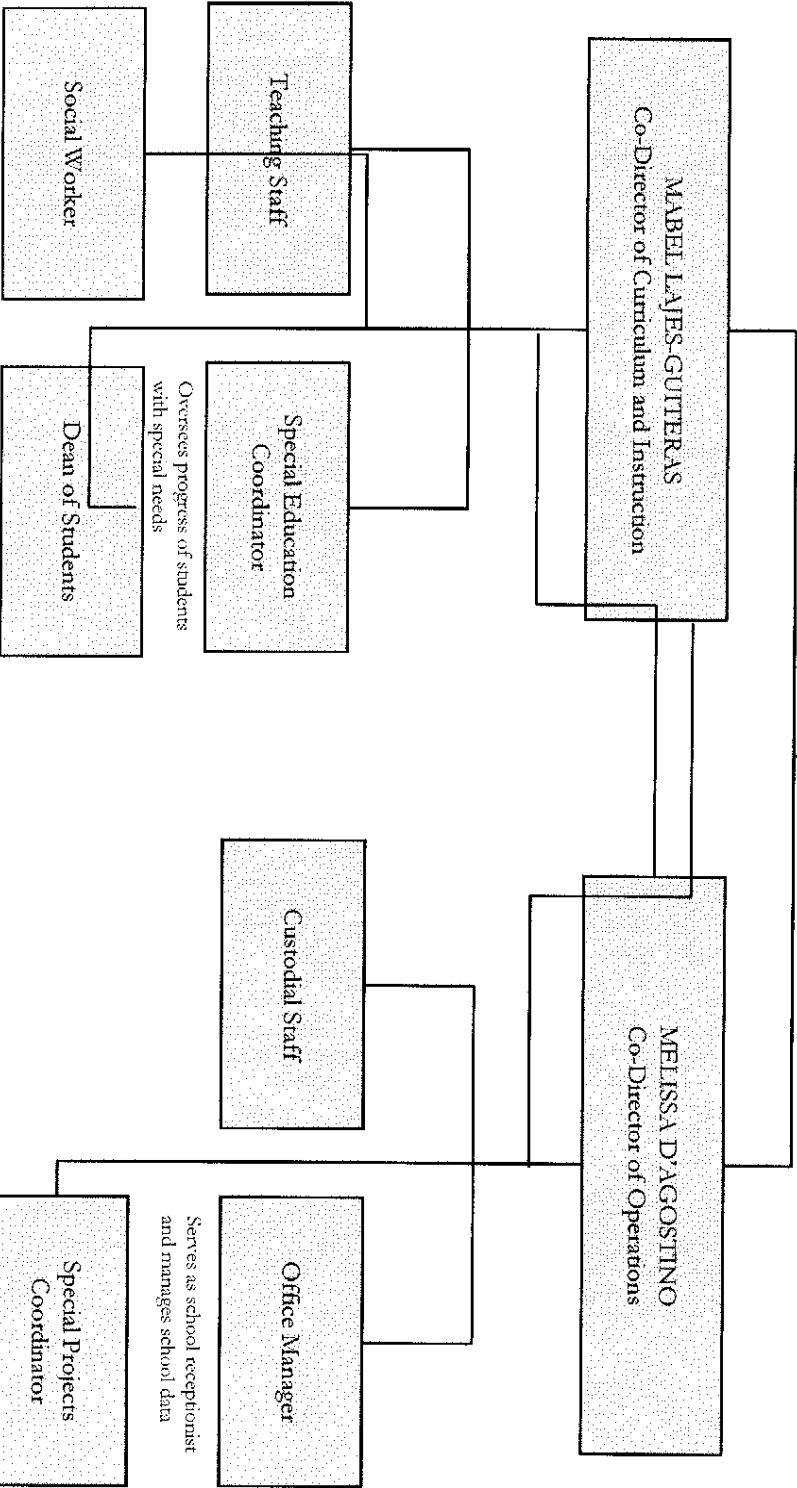 MABEL LAJES-GUITERAS
Co-Director of Curriculum and Instruction
MELISSA D'AGOSTINO
Co-Director of Operations
Teaching Staff
Special Education
Coordinator
Oversees progress of students
with special needs
Custodial Staff
Office Manager
Serves as school receptionist
and manages school data
Social Worker
Dean of Students
Special Projects
Coordinator